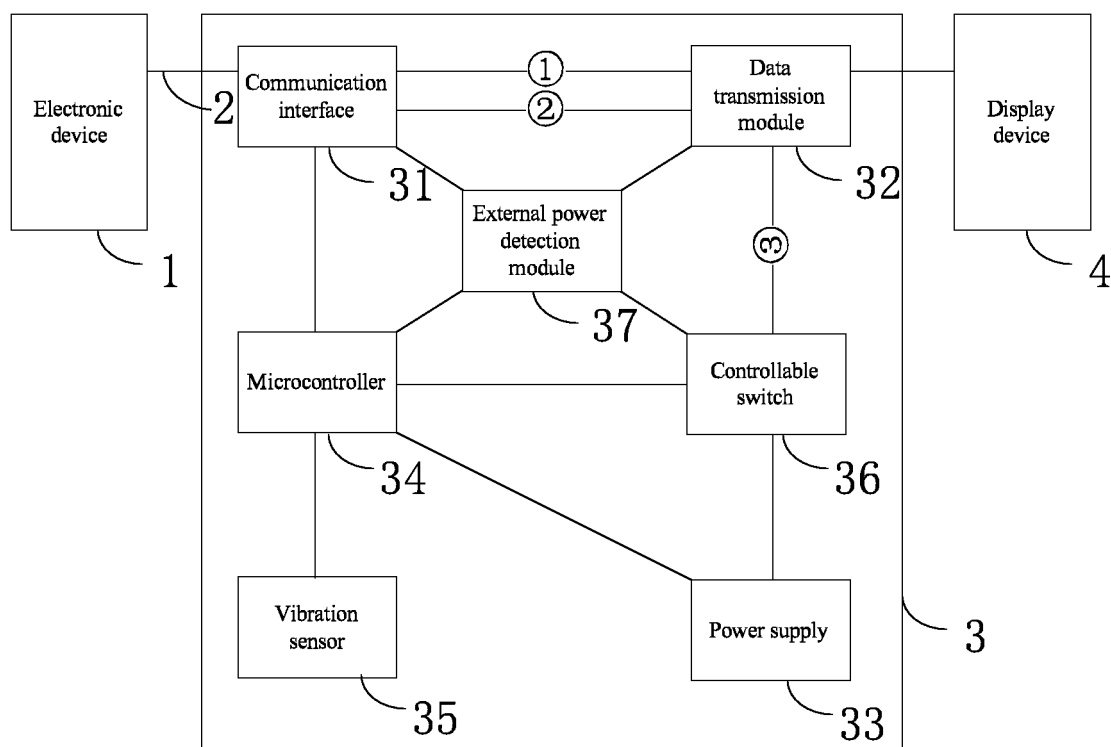 Electronic
device
1
2
Communication
interface
31
①
②
Data
transmission
module
32
Display
device
4
External power
detection
module
37
③
Microcontroller
34
Controllable
switch
36
Vibration
sensor
35
Power supply
33
3